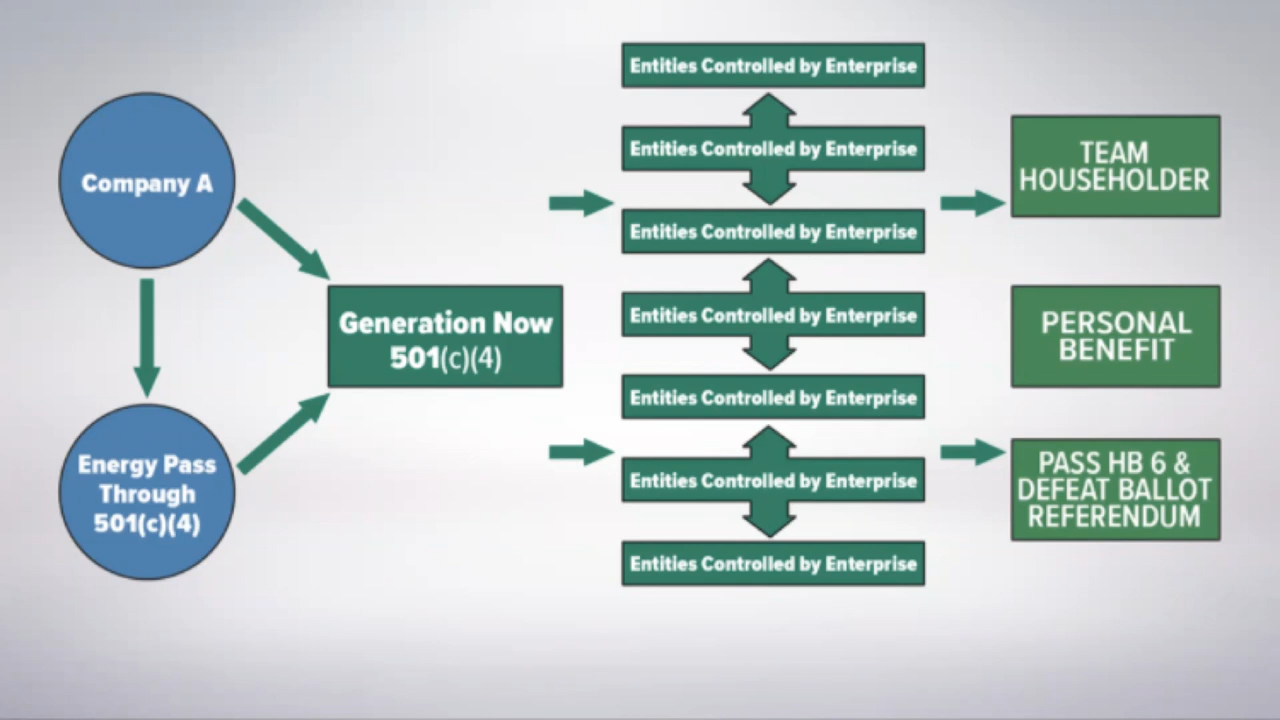 Company A
Energy Pass
Through
501(c)(4)
Generation Now
501(c)(4)
Entities Controlled by Enterprise
Entities Controlled by Enterprise
Entities Controlled by Enterprise
Entities Controlled by Enterprise
Entities Controlled by Enterprise
Entities Controlled by Enterprise
Entities Controlled by Enterprise
TEAM
HOUSEHOLDER
PERSONAL
BENEFIT
PASS HB 6 &
DEFEAT BALLOT
REFERENDUM